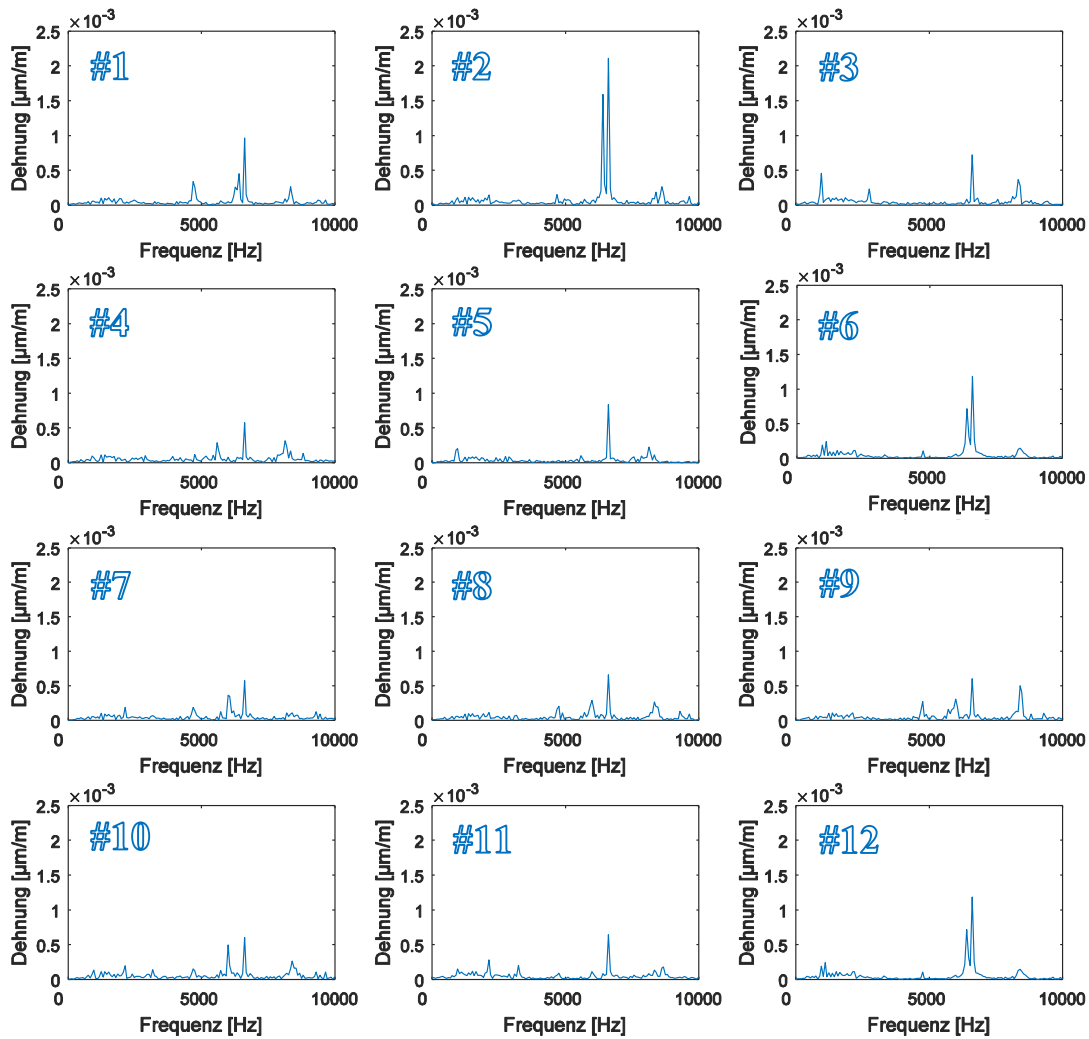 ×10⁻³ ×10⁻³ ×10⁻³
2.5 2.5 2.5
#1 #2 #3
2 2 2
Dehnung [µm/m] Dehnung [µm/m] Dehnung [µm/m]
1.5 1.5 1.5
1 1 1
0.5 0.5 0.5
0 0 0
0 5000 10000 0 5000 10000 0 5000 10000
Frequenz [Hz] Frequenz [Hz] Frequenz [Hz]
×10⁻³ ×10⁻³ ×10⁻³
2.5 2.5 2.5
#4 #5 #6
2 2 2
Dehnung [µm/m] Dehnung [µm/m] Dehnung [µm/m]
1.5 1.5 1.5
1 1 1
0.5 0.5 0.5
0 0 0
0 5000 10000 0 5000 10000 0 5000 10000
Frequenz [Hz] Frequenz [Hz] Frequenz [Hz]
×10⁻³ ×10⁻³ ×10⁻³
2.5 2.5 2.5
#7 #8 #9
2 2 2
Dehnung [µm/m] Dehnung [µm/m] Dehnung [µm/m]
1.5 1.5 1.5
1 1 1
0.5 0.5 0.5
0 0 0
0 5000 10000 0 5000 10000 0 5000 10000
Frequenz [Hz] Frequenz [Hz] Frequenz [Hz]
×10⁻³ ×10⁻³ ×10⁻³
2.5 2.5 2.5
#10 #11 #12
2 2 2
Dehnung [µm/m] Dehnung [µm/m] Dehnung [µm/m]
1.5 1.5 1.5
1 1 1
0.5 0.5 0.5
0 0 0
0 5000 10000 0 5000 10000 0 5000 10000
Frequenz [Hz] Frequenz [Hz] Frequenz [Hz]